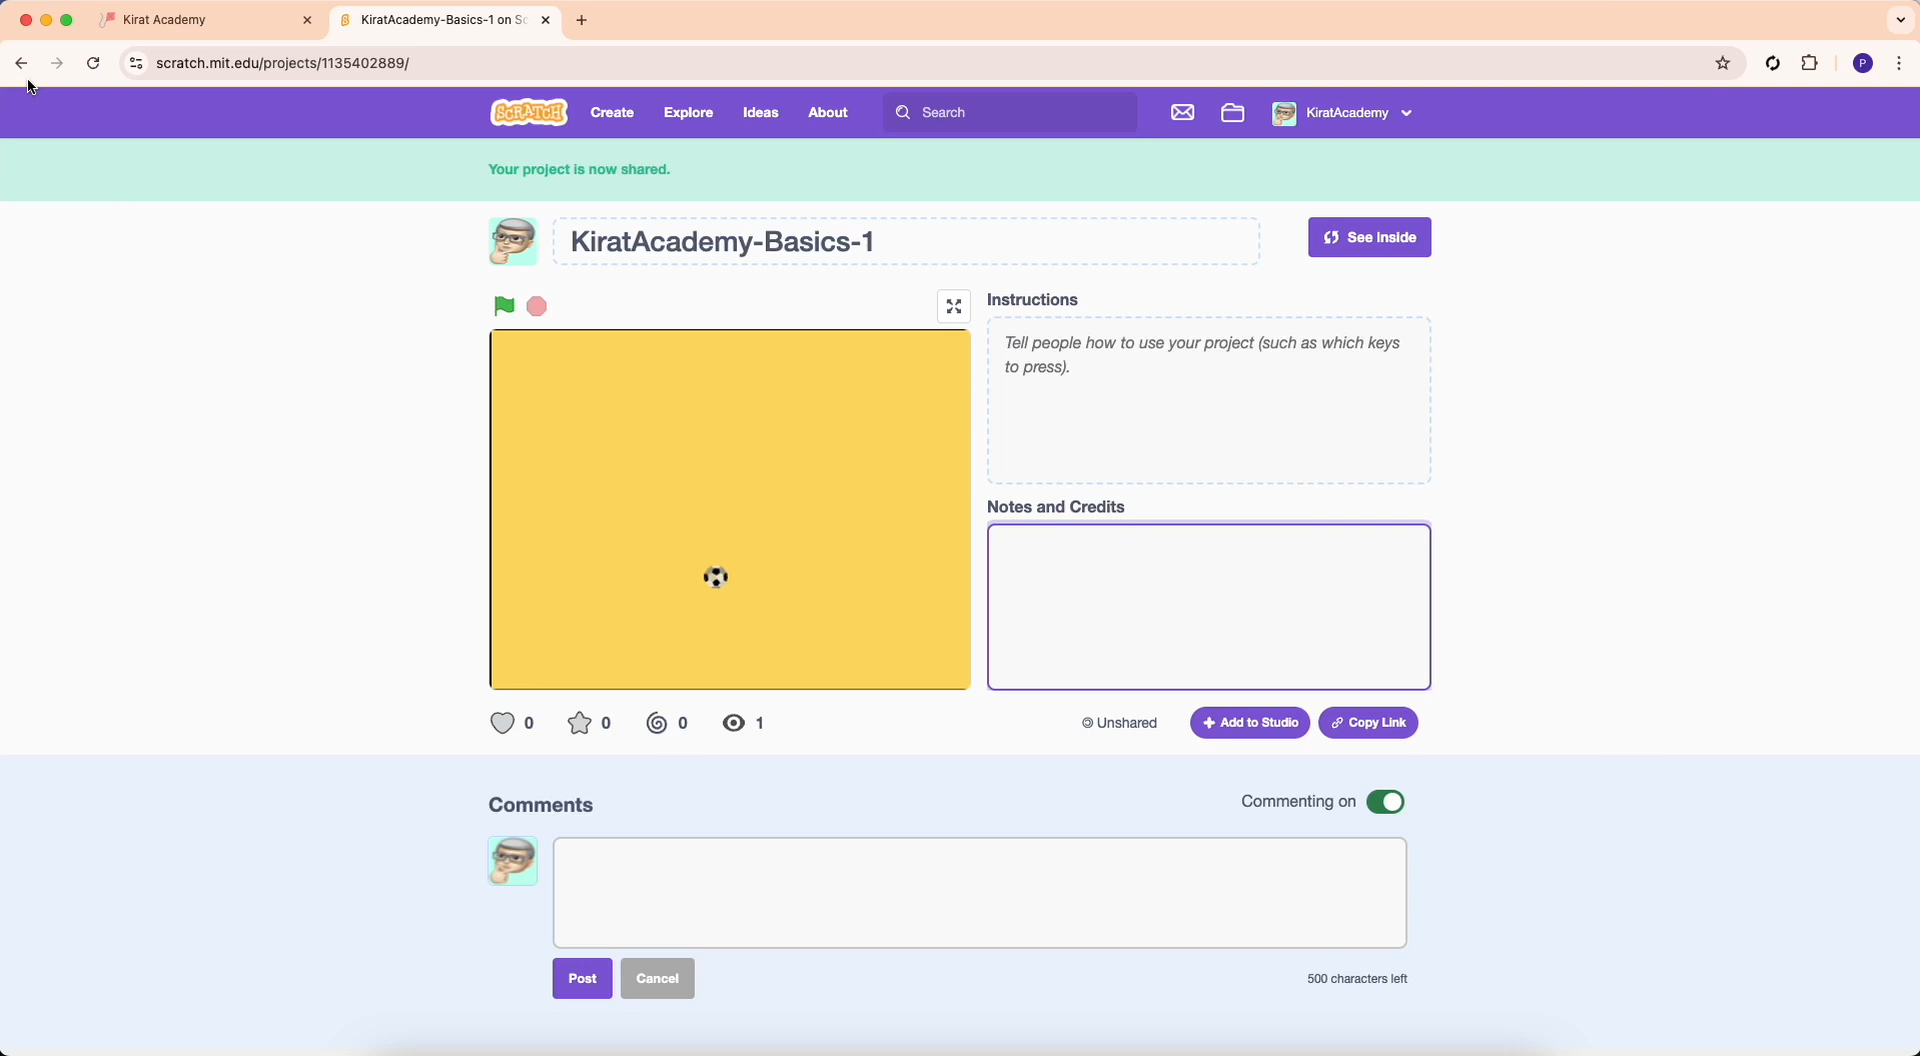 Kirat Academy
KiratAcademy-Basics-1 on Sc
scratch.mit.edu/projects/1135402889/
P
SCRATCH
Create
Explore
Ideas
About
Search
KiratAcademy
Your project is now shared.
KiratAcademy-Basics-1
See inside
Instructions
Tell people how to use your project (such as which keys
to press).
Notes and Credits
0
0
0
1
Unshared
Add to Studio
Copy Link
Comments
Commenting on
Post
Cancel
500 characters left